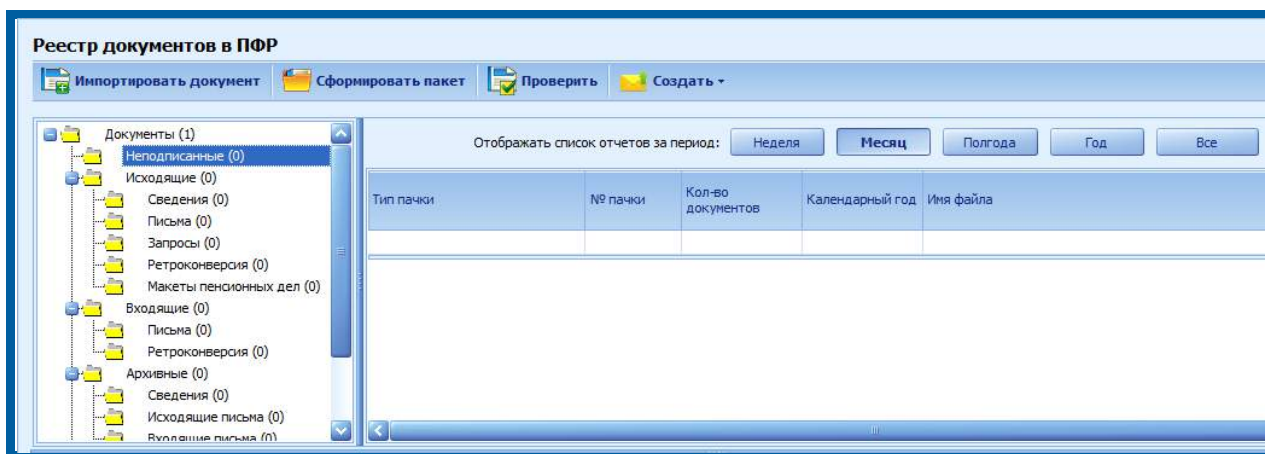 Реестр документов в ПФР
Импортировать документ Сформировать пакет Проверить Создать
Документы (1)
Неподписанные (0)
Исходящие (0)
Сведения (0)
Письма (0)
Запросы (0)
Ретроконверсия (0)
Макеты пенсионных дел (0)
Входящие (0)
Письма (0)
Ретроконверсия (0)
Архивные (0)
Сведения (0)
Исходящие письма (0)
Входящие письма (0)
Отображать список отчетов за период: Неделя Месяц Полгода Год Все
Тип пачки № пачки Кол-во документов Календарный год Имя файла